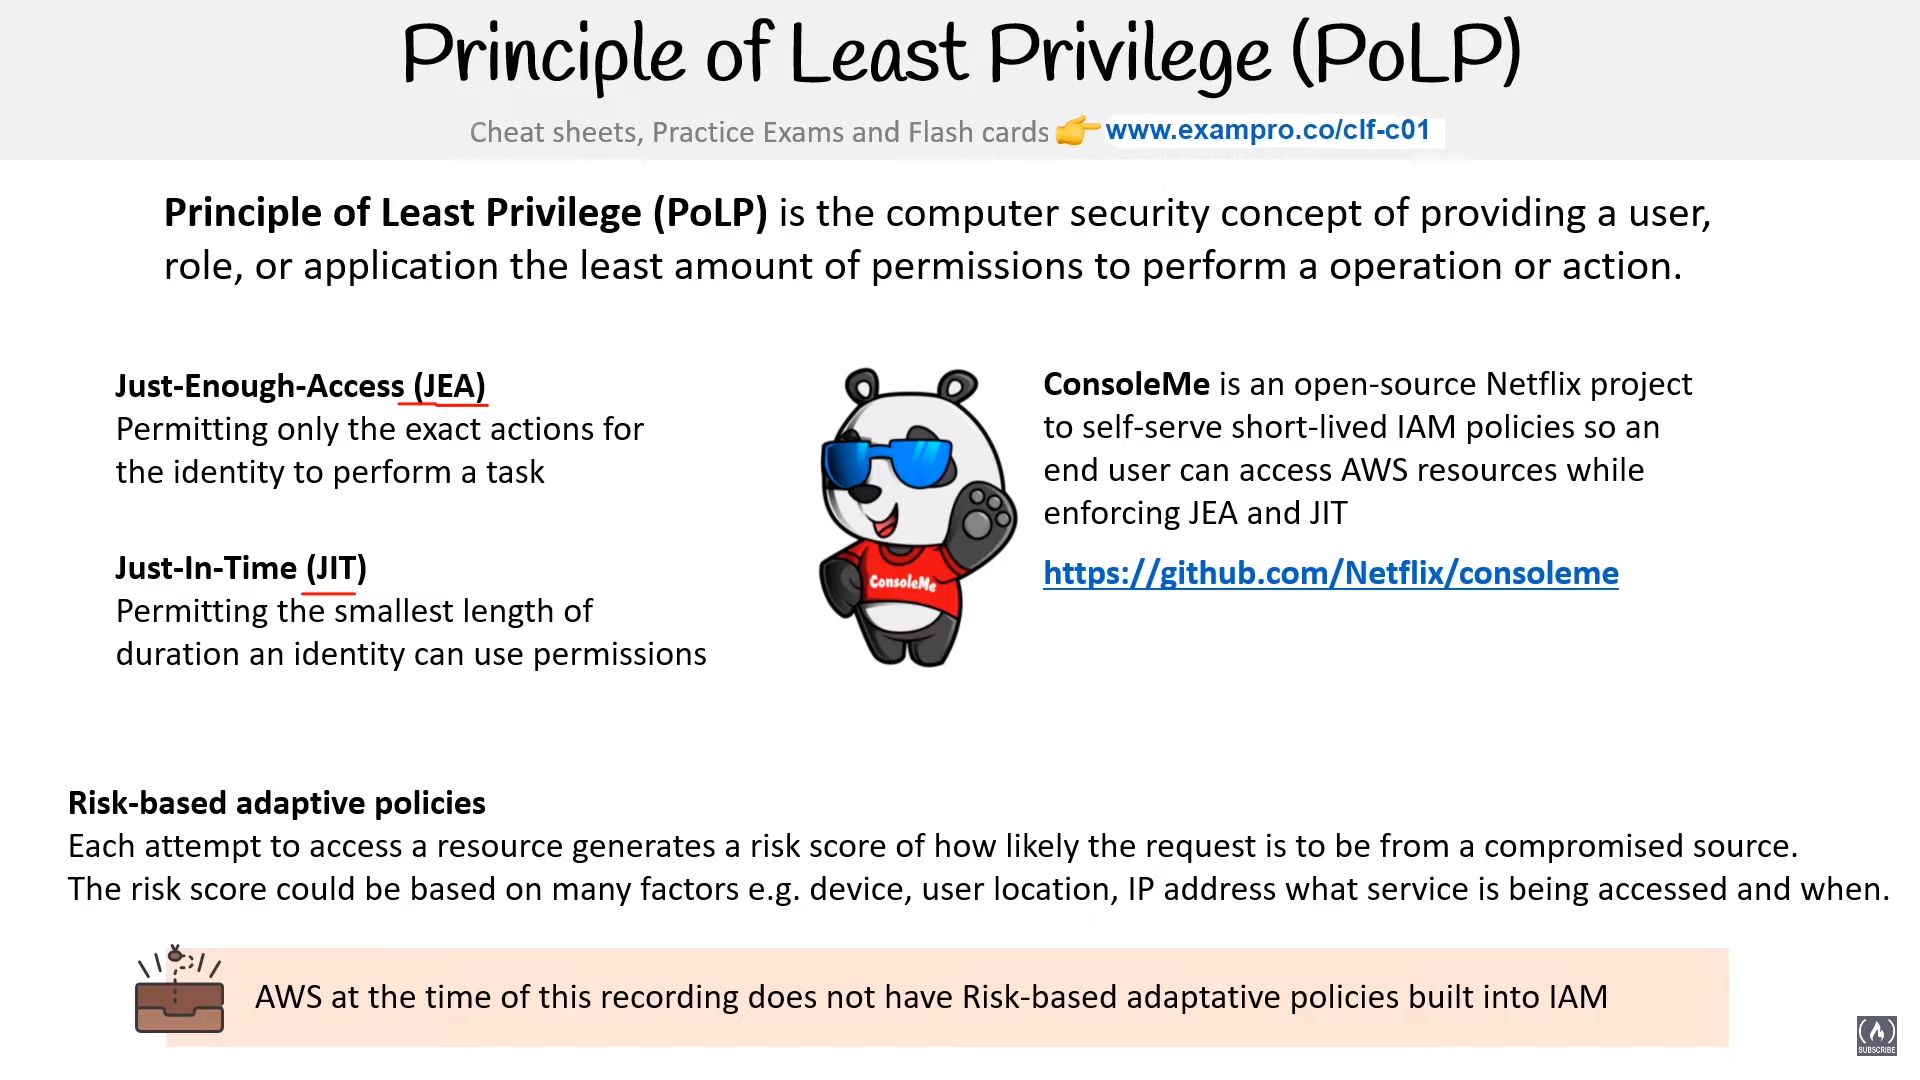 Principle of Least Privilege (PoLP)
Cheat sheets, Practice Exams and Flash cards 👉 www.exampro.co/clf-c01
Principle of Least Privilege (PoLP) is the computer security concept of providing a user,
role, or application the least amount of permissions to perform a operation or action.
Just-Enough-Access (JEA)
Permitting only the exact actions for
the identity to perform a task
Just-In-Time (JIT)
Permitting the smallest length of
duration an identity can use permissions
ConsoleMe
ConsoleMe is an open-source Netflix project
to self-serve short-lived IAM policies so an
end user can access AWS resources while
enforcing JEA and JIT
https://github.com/Netflix/consoleme
Risk-based adaptive policies
Each attempt to access a resource generates a risk score of how likely the request is to be from a compromised source.
The risk score could be based on many factors e.g. device, user location, IP address what service is being accessed and when.
AWS at the time of this recording does not have Risk-based adaptative policies built into IAM
SUBSCRIBE